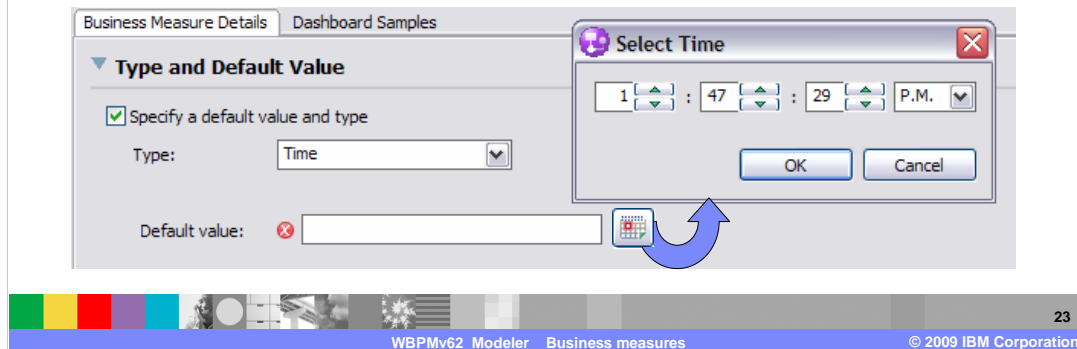 Business Measure Details Dashboard Samples
Select Time
Type and Default Value
1 : 47 : 29 P.M.
Specify a default value and type
Type: Time
OK Cancel
Default value:
23
WBPMv62_Modeler_Business measures © 2009 IBM Corporation